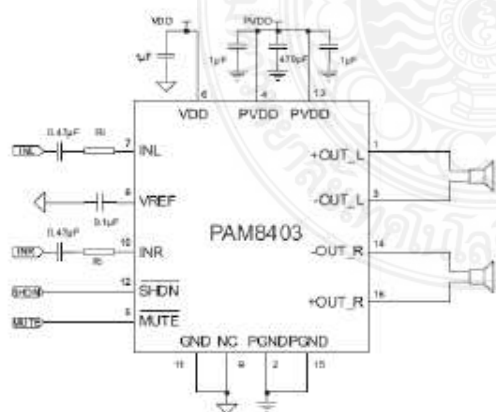 VDD PVDD
1µF 1µF 470µF 1µF
6 4 13
VDD PVDD PVDD
0.47µF Ri
INL 7 INL
+OUT_L 1
8 VREF
0.1µF
-OUT_L 3
PAM8403
0.47µF
INR 10 INR
Ri
-OUT_R 14
SHDN 12 SHDN
+OUT_R 16
MUTE 5 MUTE
GND NC PGND PGND
11 9 2 15